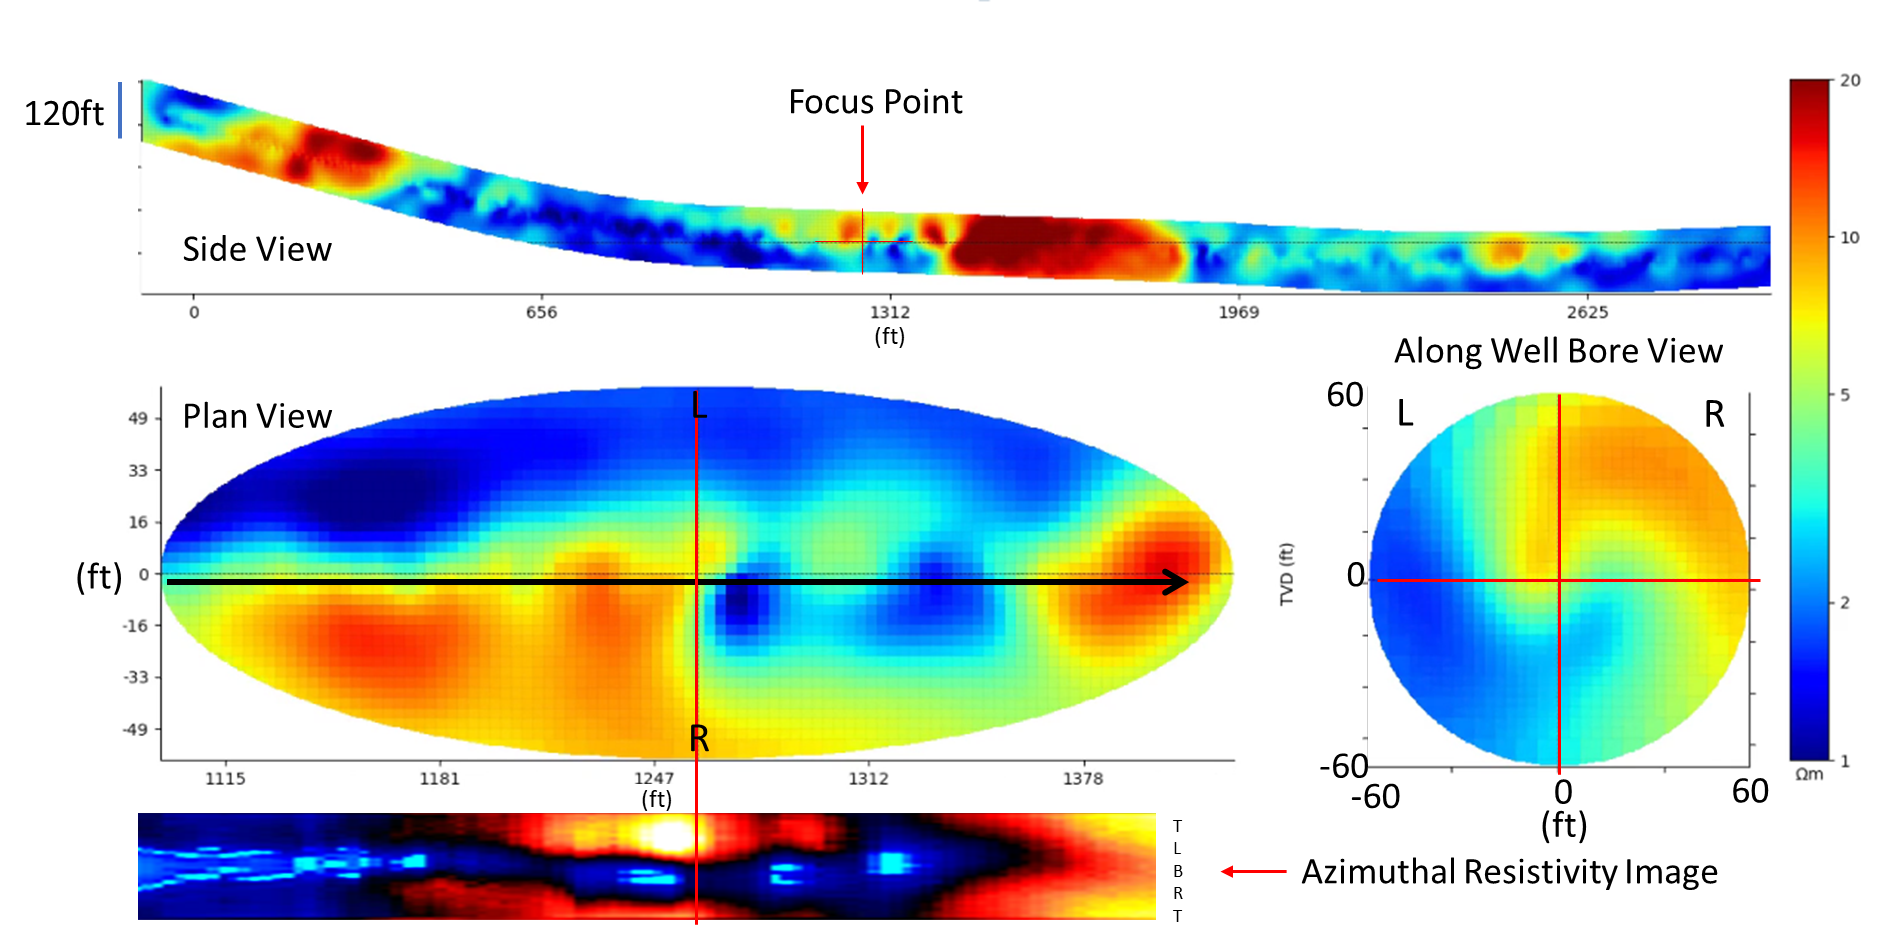 Focus Point
120ft
Side View
0 656 1312 1969 2625
(ft)
20
10
5
2
1
Ωm
Plan View
L
R
49
33
16
0
-16
-33
-49
(ft)
1115 1181 1247 1312 1378
(ft)
Along Well Bore View
L R
60
0
-60
TVD (ft)
-60 0 60
(ft)
T
L
B
R
T
Azimuthal Resistivity Image